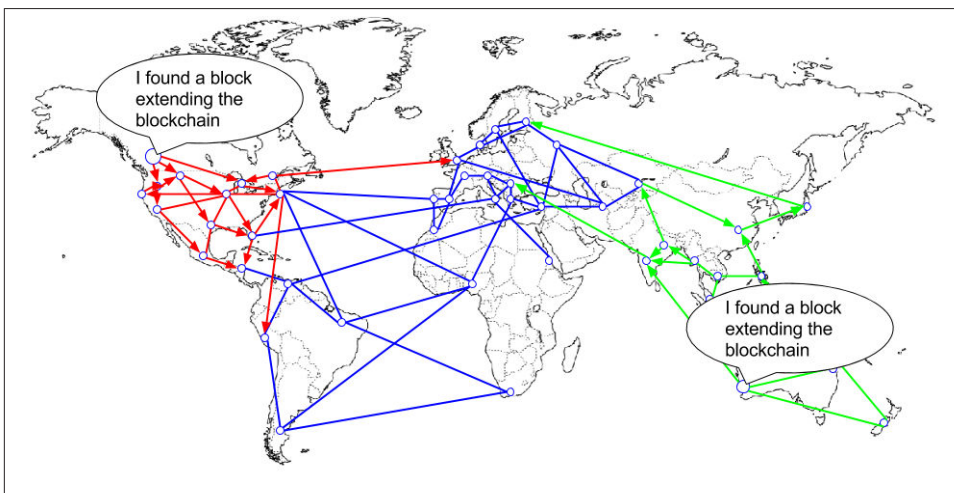 I found a block
extending the
blockchain
I found a block
extending the
blockchain